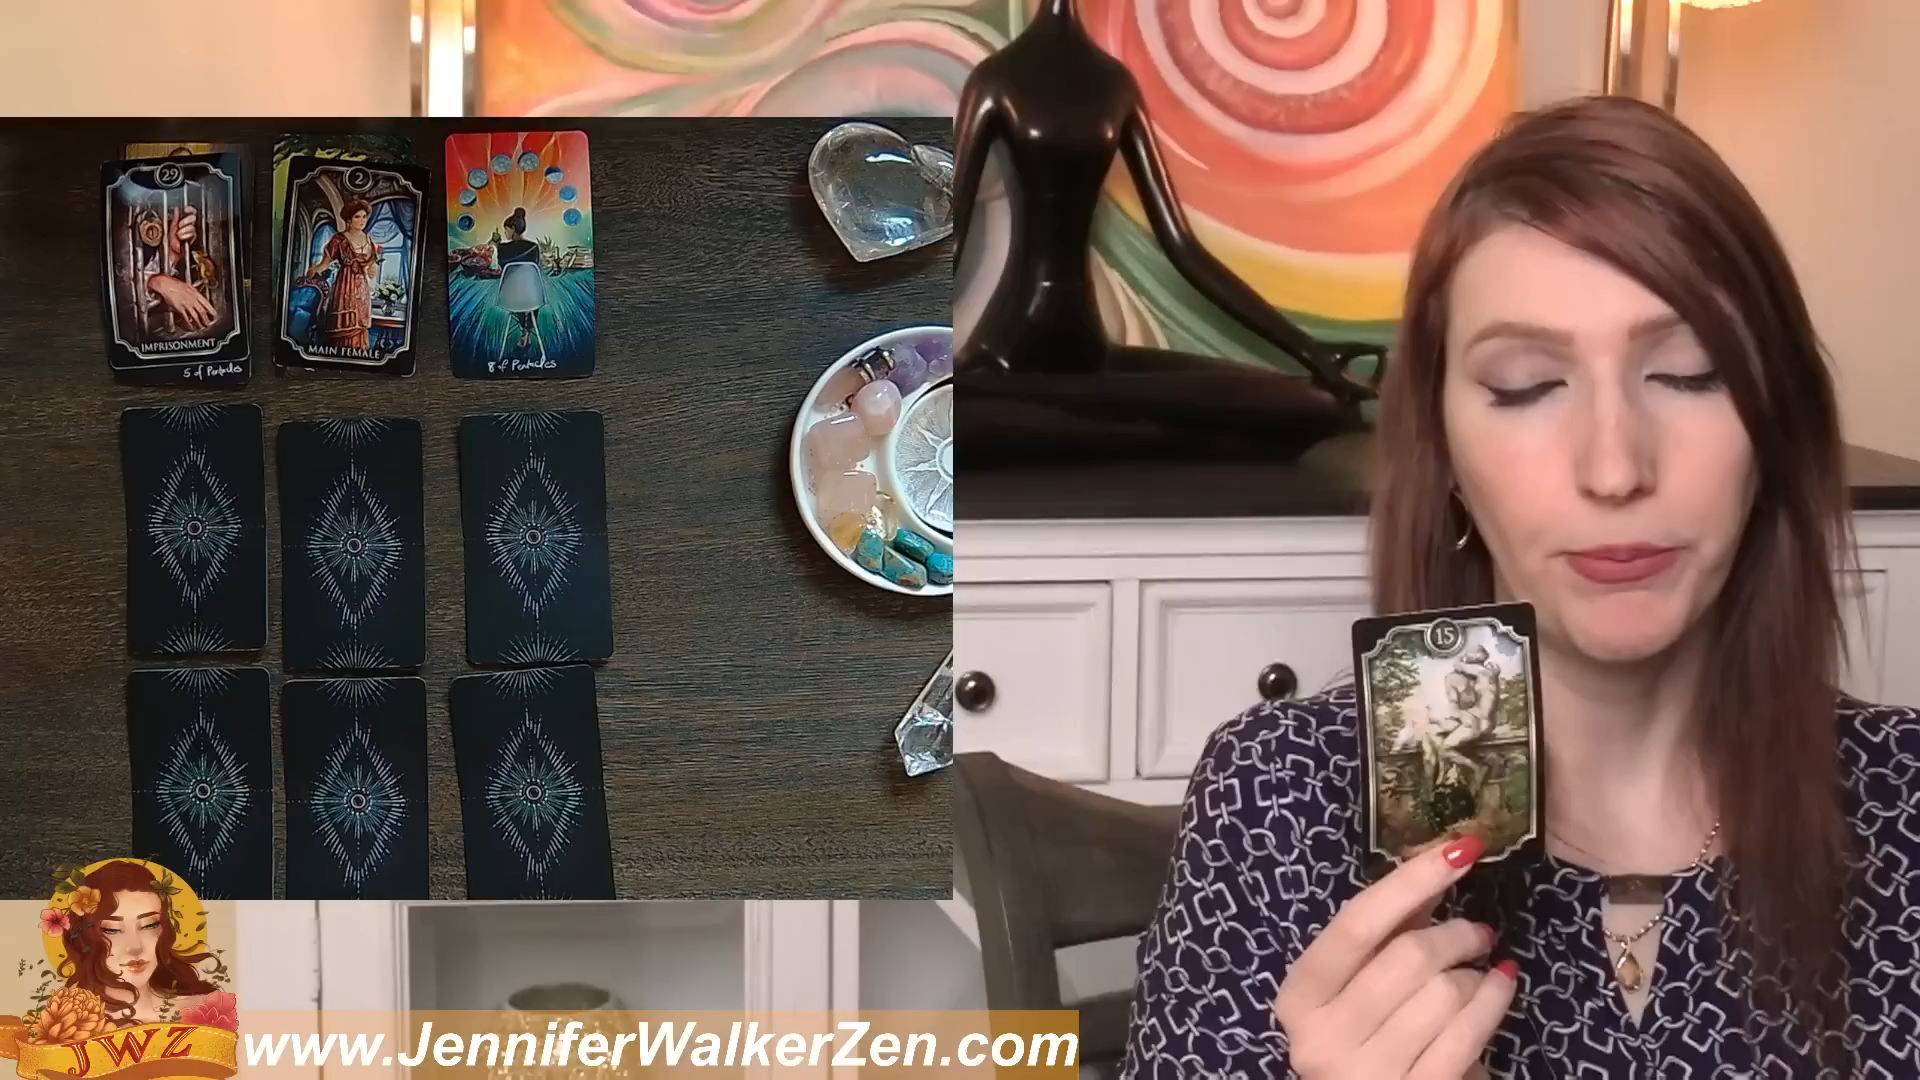 29
IMPRISONMENT
5 of Pentacles
2
MAIN FEMALE
8 of Pentacles
15
JWZ
www.JenniferWalkerZen.com